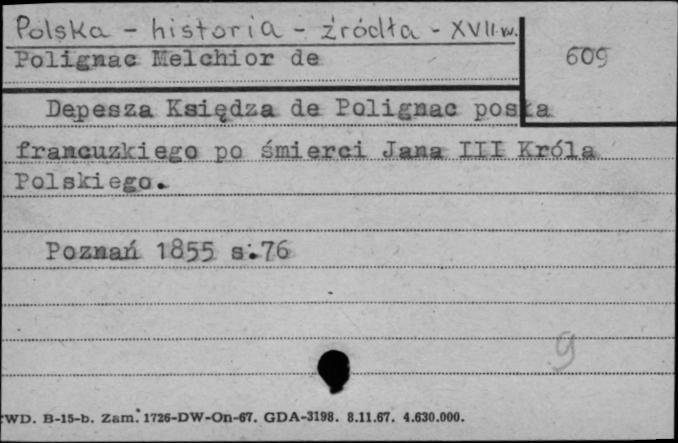 Polska - historia - źródła - XVII w.
Polignac Melchior de
609
Depesza Księdza de Polignac posła
francuzkiego po śmierci Jana III Króla
Polskiego.
Poznań 1855 s.76
9
WD. B-15-b. Zam. 1726-DW-On-67. GDA-3198. 8.11.67. 4.630.000.